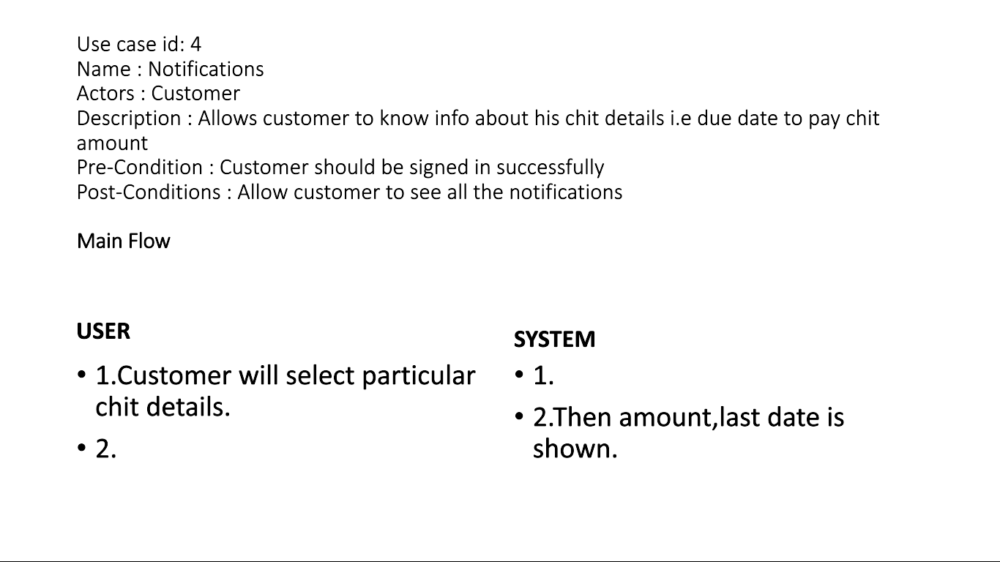 Use case id: 4
Name : Notifications
Actors : Customer
Description : Allows customer to know info about his chit details i.e due date to pay chit
amount
Pre-Condition : Customer should be signed in successfully
Post-Conditions : Allow customer to see all the notifications
Main Flow
USER
• 1.Customer will select particular
chit details.
• 2.
SYSTEM
• 1.
• 2.Then amount,last date is
shown.